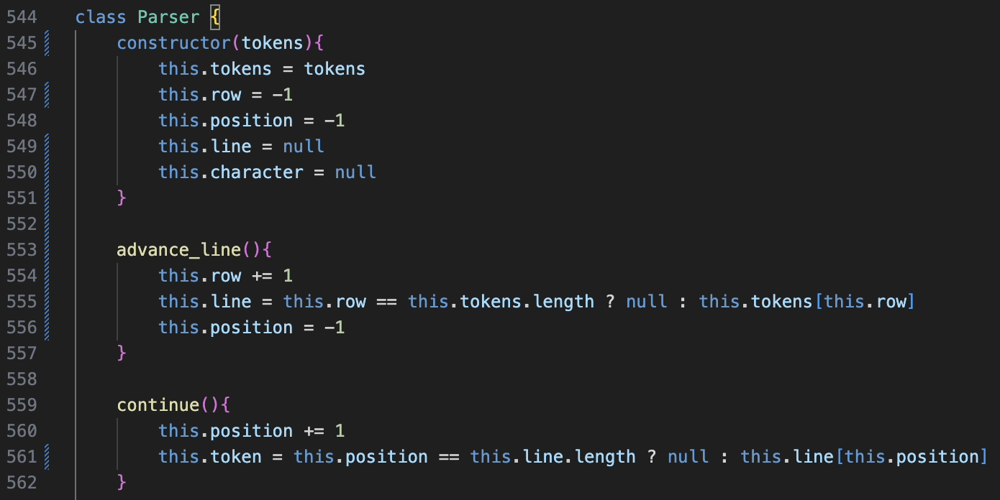 544 class Parser {
545 constructor(tokens){
546 this.tokens = tokens
547 this.row = -1
548 this.position = -1
549 this.line = null
550 this.character = null
551 }
552
553 advance_line(){
554 this.row += 1
555 this.line = this.row == this.tokens.length ? null : this.tokens[this.row]
556 this.position = -1
557 }
558
559 continue(){
560 this.position += 1
561 this.token = this.position == this.line.length ? null : this.line[this.position]
562 }